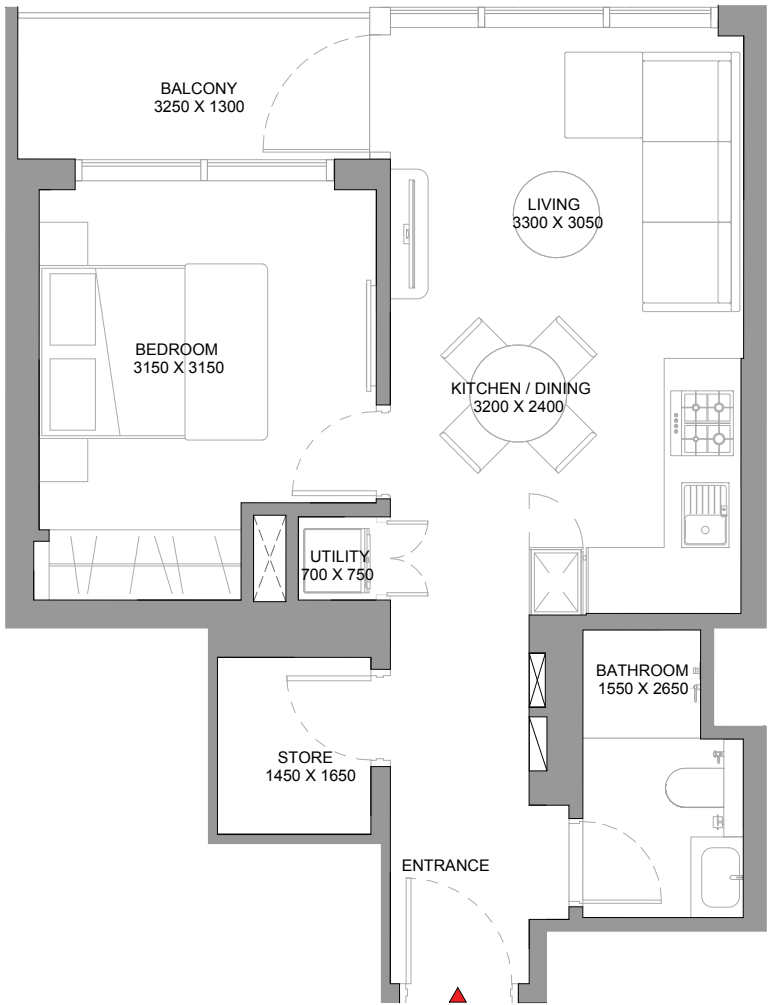 BALCONY
3250 X 1300
LIVING
3300 X 3050
BEDROOM
3150 X 3150
KITCHEN / DINING
3200 X 2400
UTILITY
700 X 750
BATHROOM
1550 X 2650
STORE
1450 X 1650
ENTRANCE